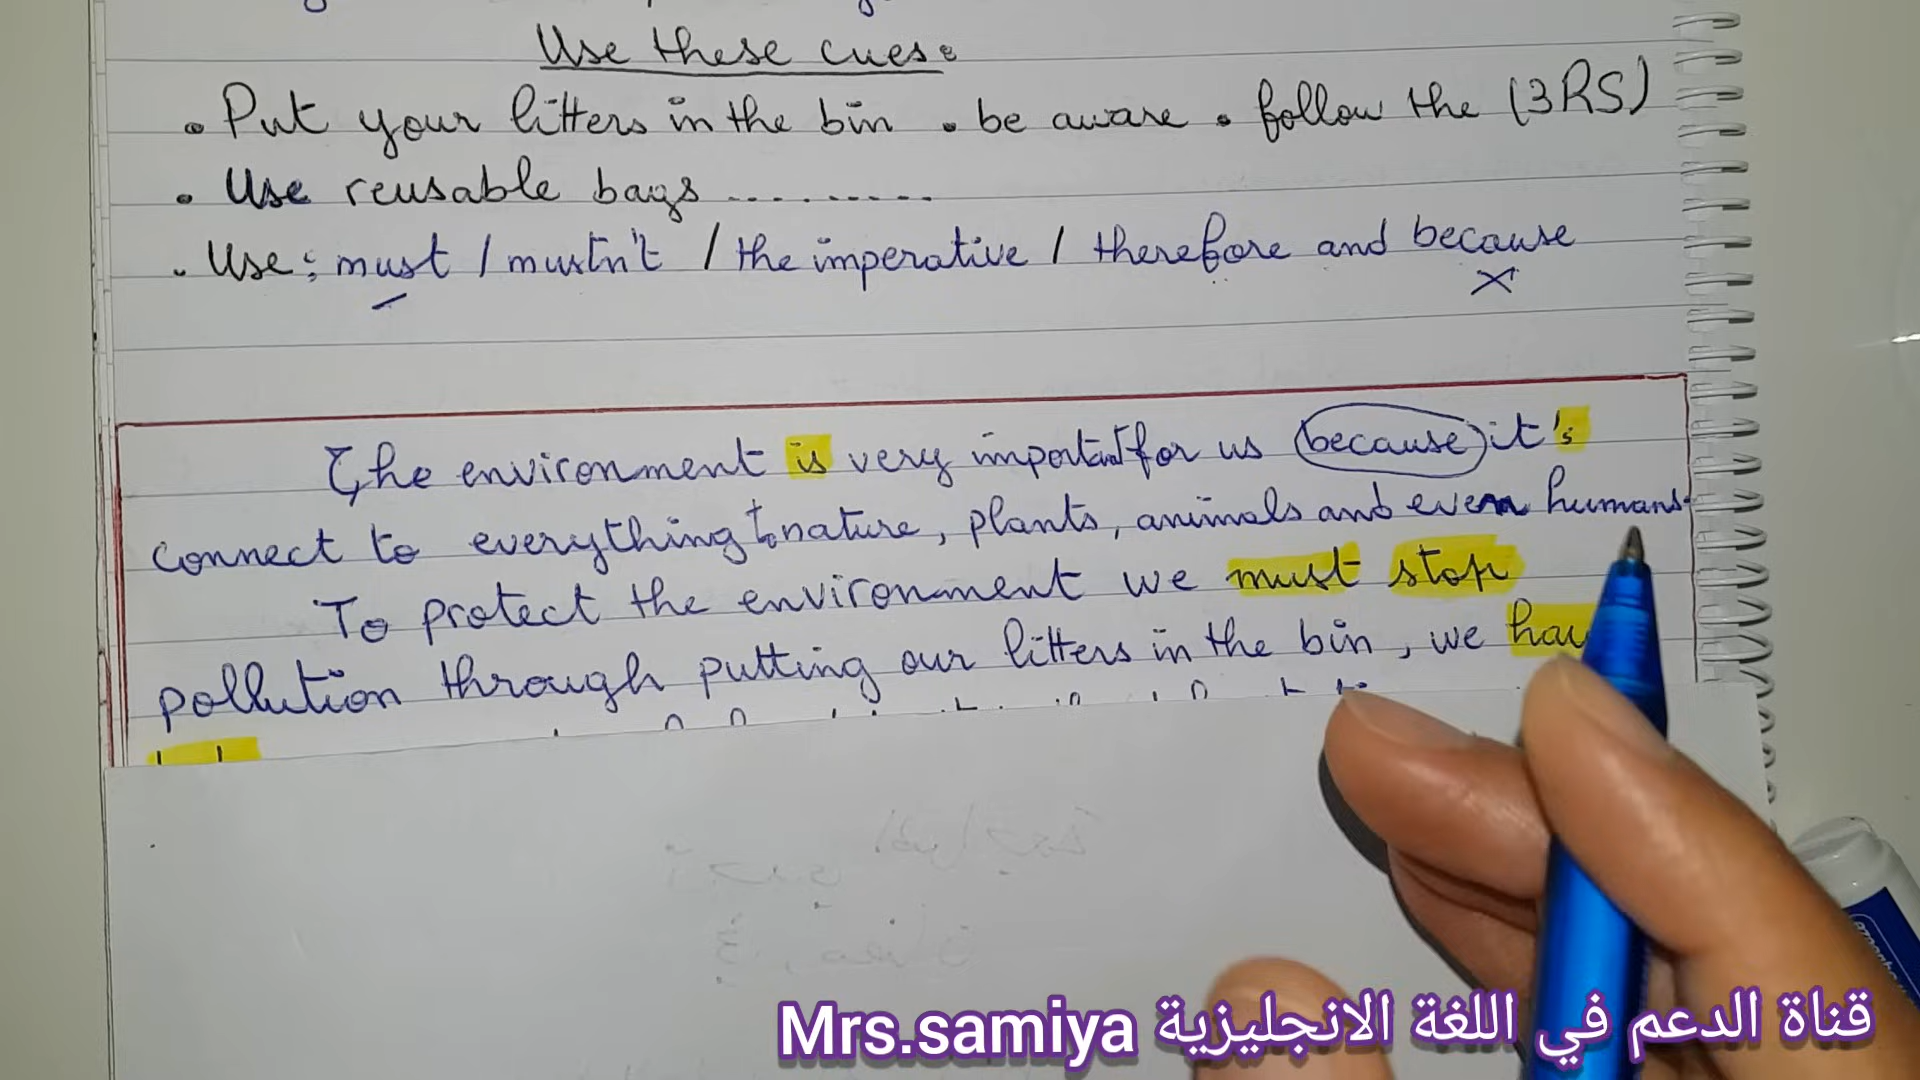 Use these cues:
• Put your litters in the bin • be aware • follow the (3RS)
• Use reusable bags ...........
• Use: must / mustn't / the imperative / therefore and because
The environment is very important for us because it's
connect to everything to nature, plants, animals and even humans.
To protect the environment we must stop
pollution through putting our litters in the bin, we hav
Mrs.samiya قناة الدعم في اللغة الانجليزية